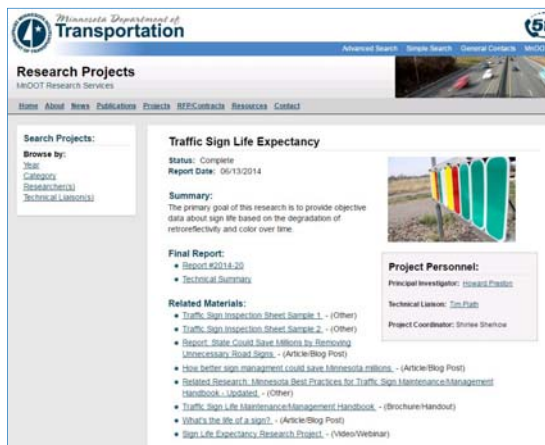 Minnesota Department of
Transportation
Advanced Search Simple Search General Contacts
Research Projects
MnDOT Research Services
Home About News Publications Projects RFP/Contracts Resources Contact
Search Projects:
Browse by:
Year
Category
Researcher(s)
Technical Liaison(s)
Traffic Sign Life Expectancy
Status: Complete
Report Date: 06/13/2014
Summary:
The primary goal of this research is to provide objective
data about sign life based on the degradation of
retroreflectivity and color over time.
Final Report:
Report #2014-20
Technical Summary
Project Personnel:
Principal Investigator: Howard Preston
Technical Liaison: Tim Plath
Project Coordinator: Shirlee Sherkow
Related Materials:
Traffic Sign Inspection Sheet Sample 1 - (Other)
Traffic Sign Inspection Sheet Sample 2 - (Other)
Report: State Could Save Millions by Removing
Unnecessary Road Signs - (Article/Blog Post)
How better sign managment could save Minnesota millions - (Article/Blog Post)
Related Research: Minnesota Best Practices for Traffic Sign Maintenance/Management
Handbook - Updated - (Other)
Traffic Sign Life Maintenance/Management Handbook - (Brochure/Handout)
What's the life of a sign? - (Article/Blog Post)
Sign Life Expectancy Research Project - (Video/Webinar)